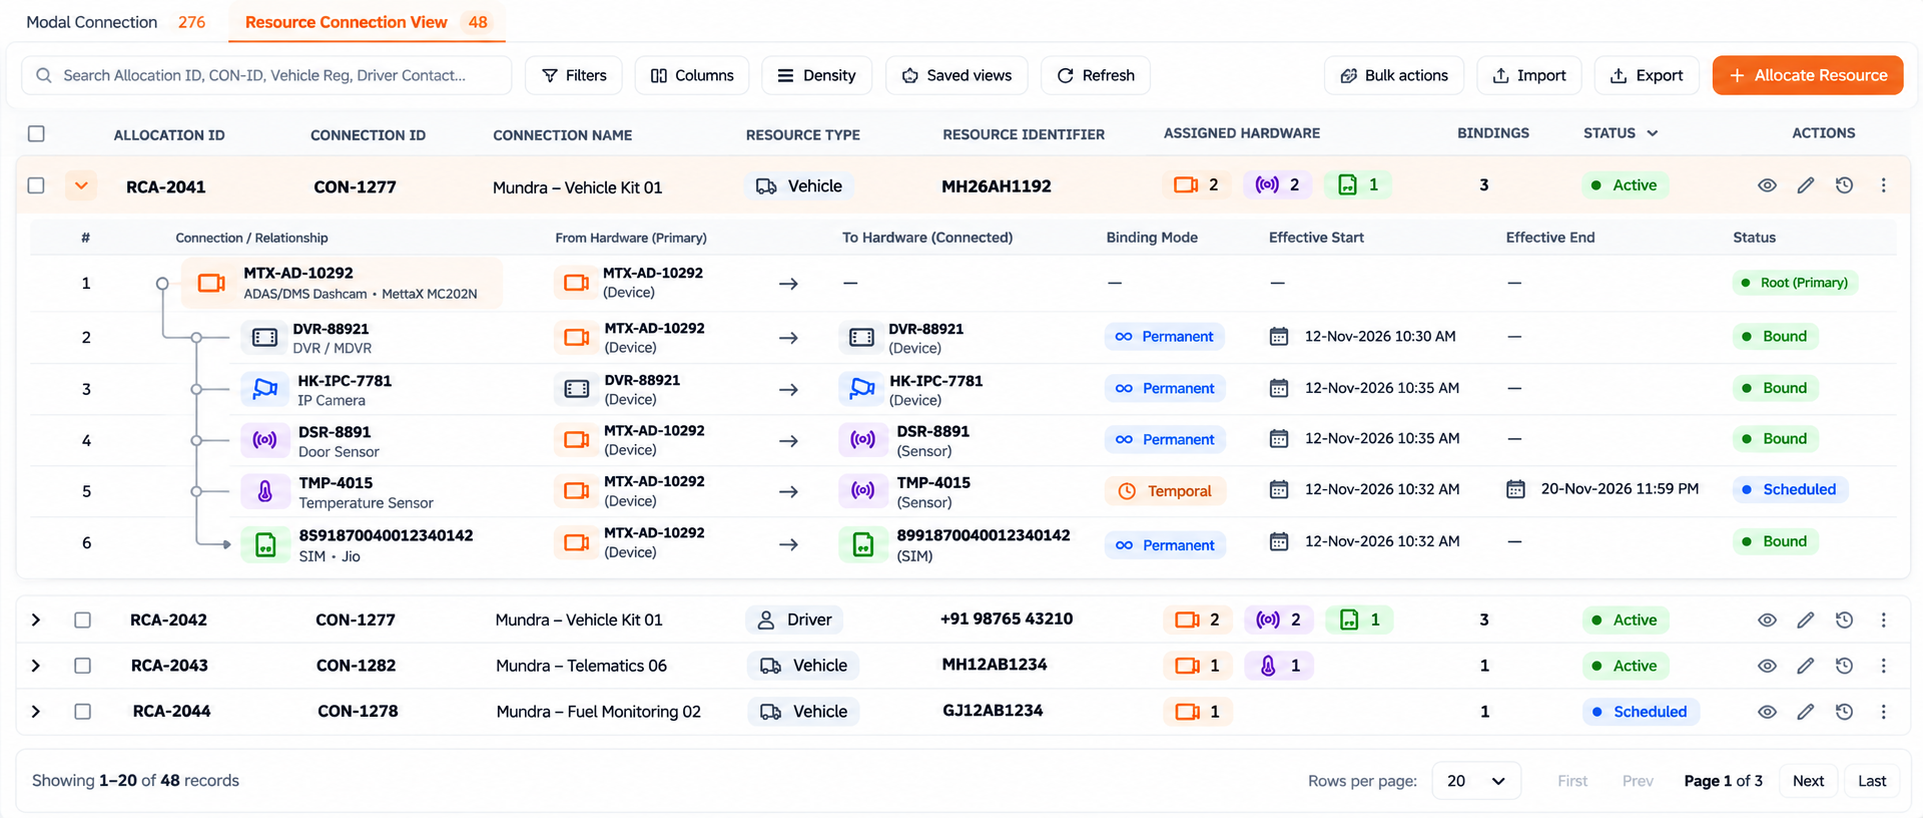 Modal Connection 276 Resource Connection View 48
Search Allocation ID, CON-ID, Vehicle Reg, Driver Contact... Filters Columns Density Saved views Refresh Bulk actions Import Export + Allocate Resource
ALLOCATION ID CONNECTION ID CONNECTION NAME RESOURCE TYPE RESOURCE IDENTIFIER ASSIGNED HARDWARE BINDINGS STATUS ACTIONS
RCA-2041 CON-1277 Mundra – Vehicle Kit 01 Vehicle MH26AH1192 2 2 1 3 Active
# Connection / Relationship From Hardware (Primary) To Hardware (Connected) Binding Mode Effective Start Effective End Status
1 MTX-AD-10292 MTX-AD-10292 → — — — — Root (Primary)
ADAS/DMS Dashcam • MettaX MC202N (Device)
2 DVR-88921 MTX-AD-10292 → DVR-88921 Permanent 12-Nov-2026 10:30 AM — Bound
DVR / MDVR (Device) (Device)
3 HK-IPC-7781 DVR-88921 → HK-IPC-7781 Permanent 12-Nov-2026 10:35 AM — Bound
IP Camera (Device) (Device)
4 DSR-8891 MTX-AD-10292 → DSR-8891 Permanent 12-Nov-2026 10:35 AM — Bound
Door Sensor (Device) (Sensor)
5 TMP-4015 MTX-AD-10292 → TMP-4015 Temporal 12-Nov-2026 10:32 AM 20-Nov-2026 11:59 PM Scheduled
Temperature Sensor (Device) (Sensor)
6 8S91870040012340142 MTX-AD-10292 → 8991870040012340142 Permanent 12-Nov-2026 10:32 AM — Bound
SIM • Jio (Device) (SIM)
RCA-2042 CON-1277 Mundra – Vehicle Kit 01 Driver +91 98765 43210 2 2 1 3 Active
RCA-2043 CON-1282 Mundra – Telematics 06 Vehicle MH12AB1234 1 1 1 Active
RCA-2044 CON-1278 Mundra – Fuel Monitoring 02 Vehicle GJ12AB1234 1 1 Scheduled
Showing 1–20 of 48 records Rows per page: 20 First Prev Page 1 of 3 Next Last